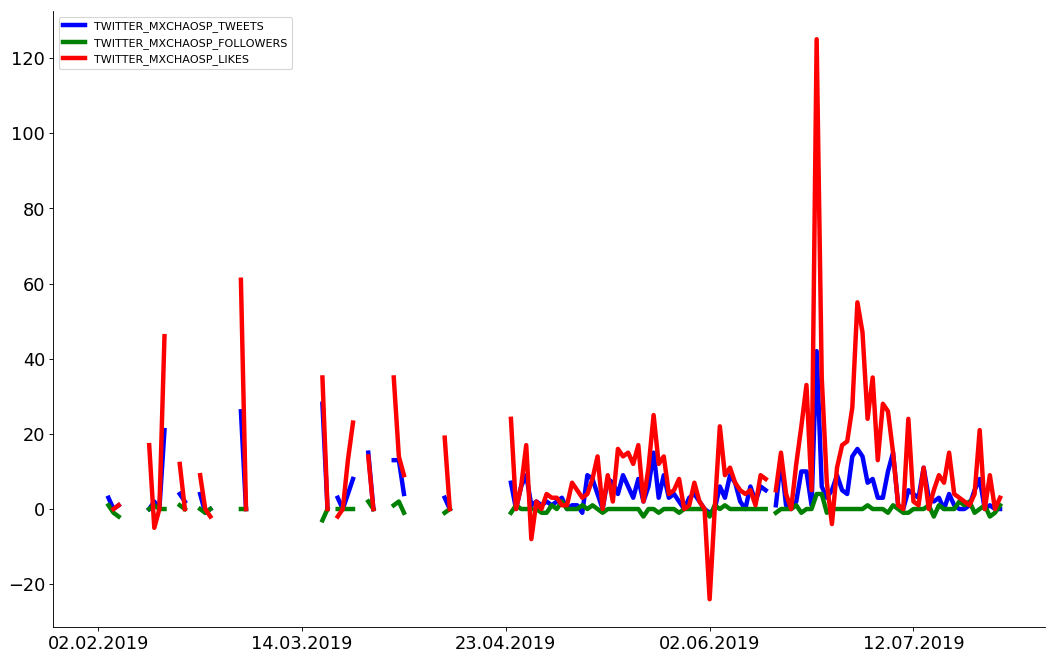 TWITTER_MXCHAOSP_TWEETS
TWITTER_MXCHAOSP_FOLLOWERS
TWITTER_MXCHAOSP_LIKES
120
100
80
60
40
20
0
−20
02.02.2019 14.03.2019 23.04.2019 02.06.2019 12.07.2019